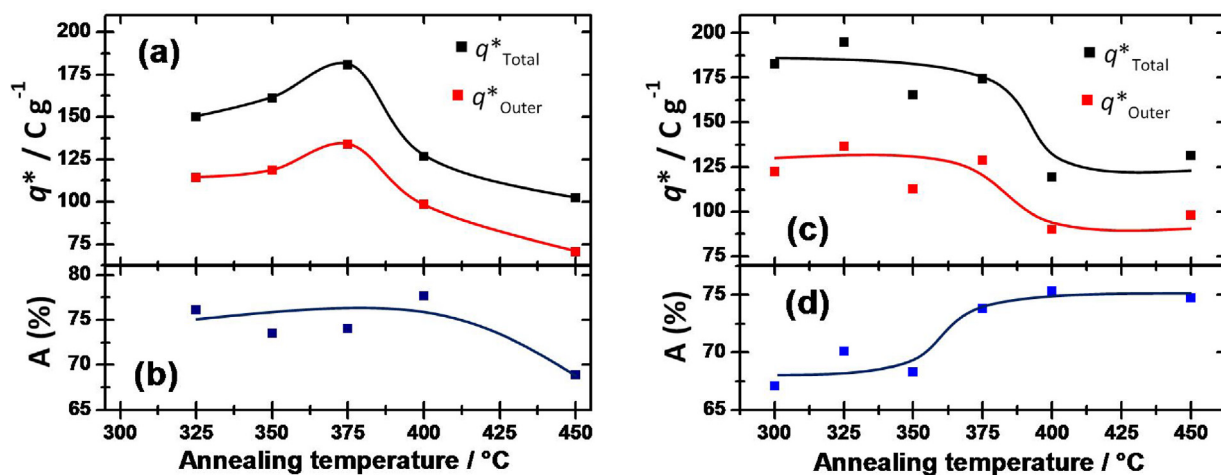 (a)
q* / C g-1
200
175
150
125
100
75
q*Total
q*Outer
(b)
A (%)
80
75
70
65
300 325 350 375 400 425 450
Annealing temperature / °C
(c)
q* / C g-1
200
175
150
125
100
75
q*Total
q*Outer
(d)
A (%)
75
70
65
300 325 350 375 400 425 450
Annealing temperature / °C